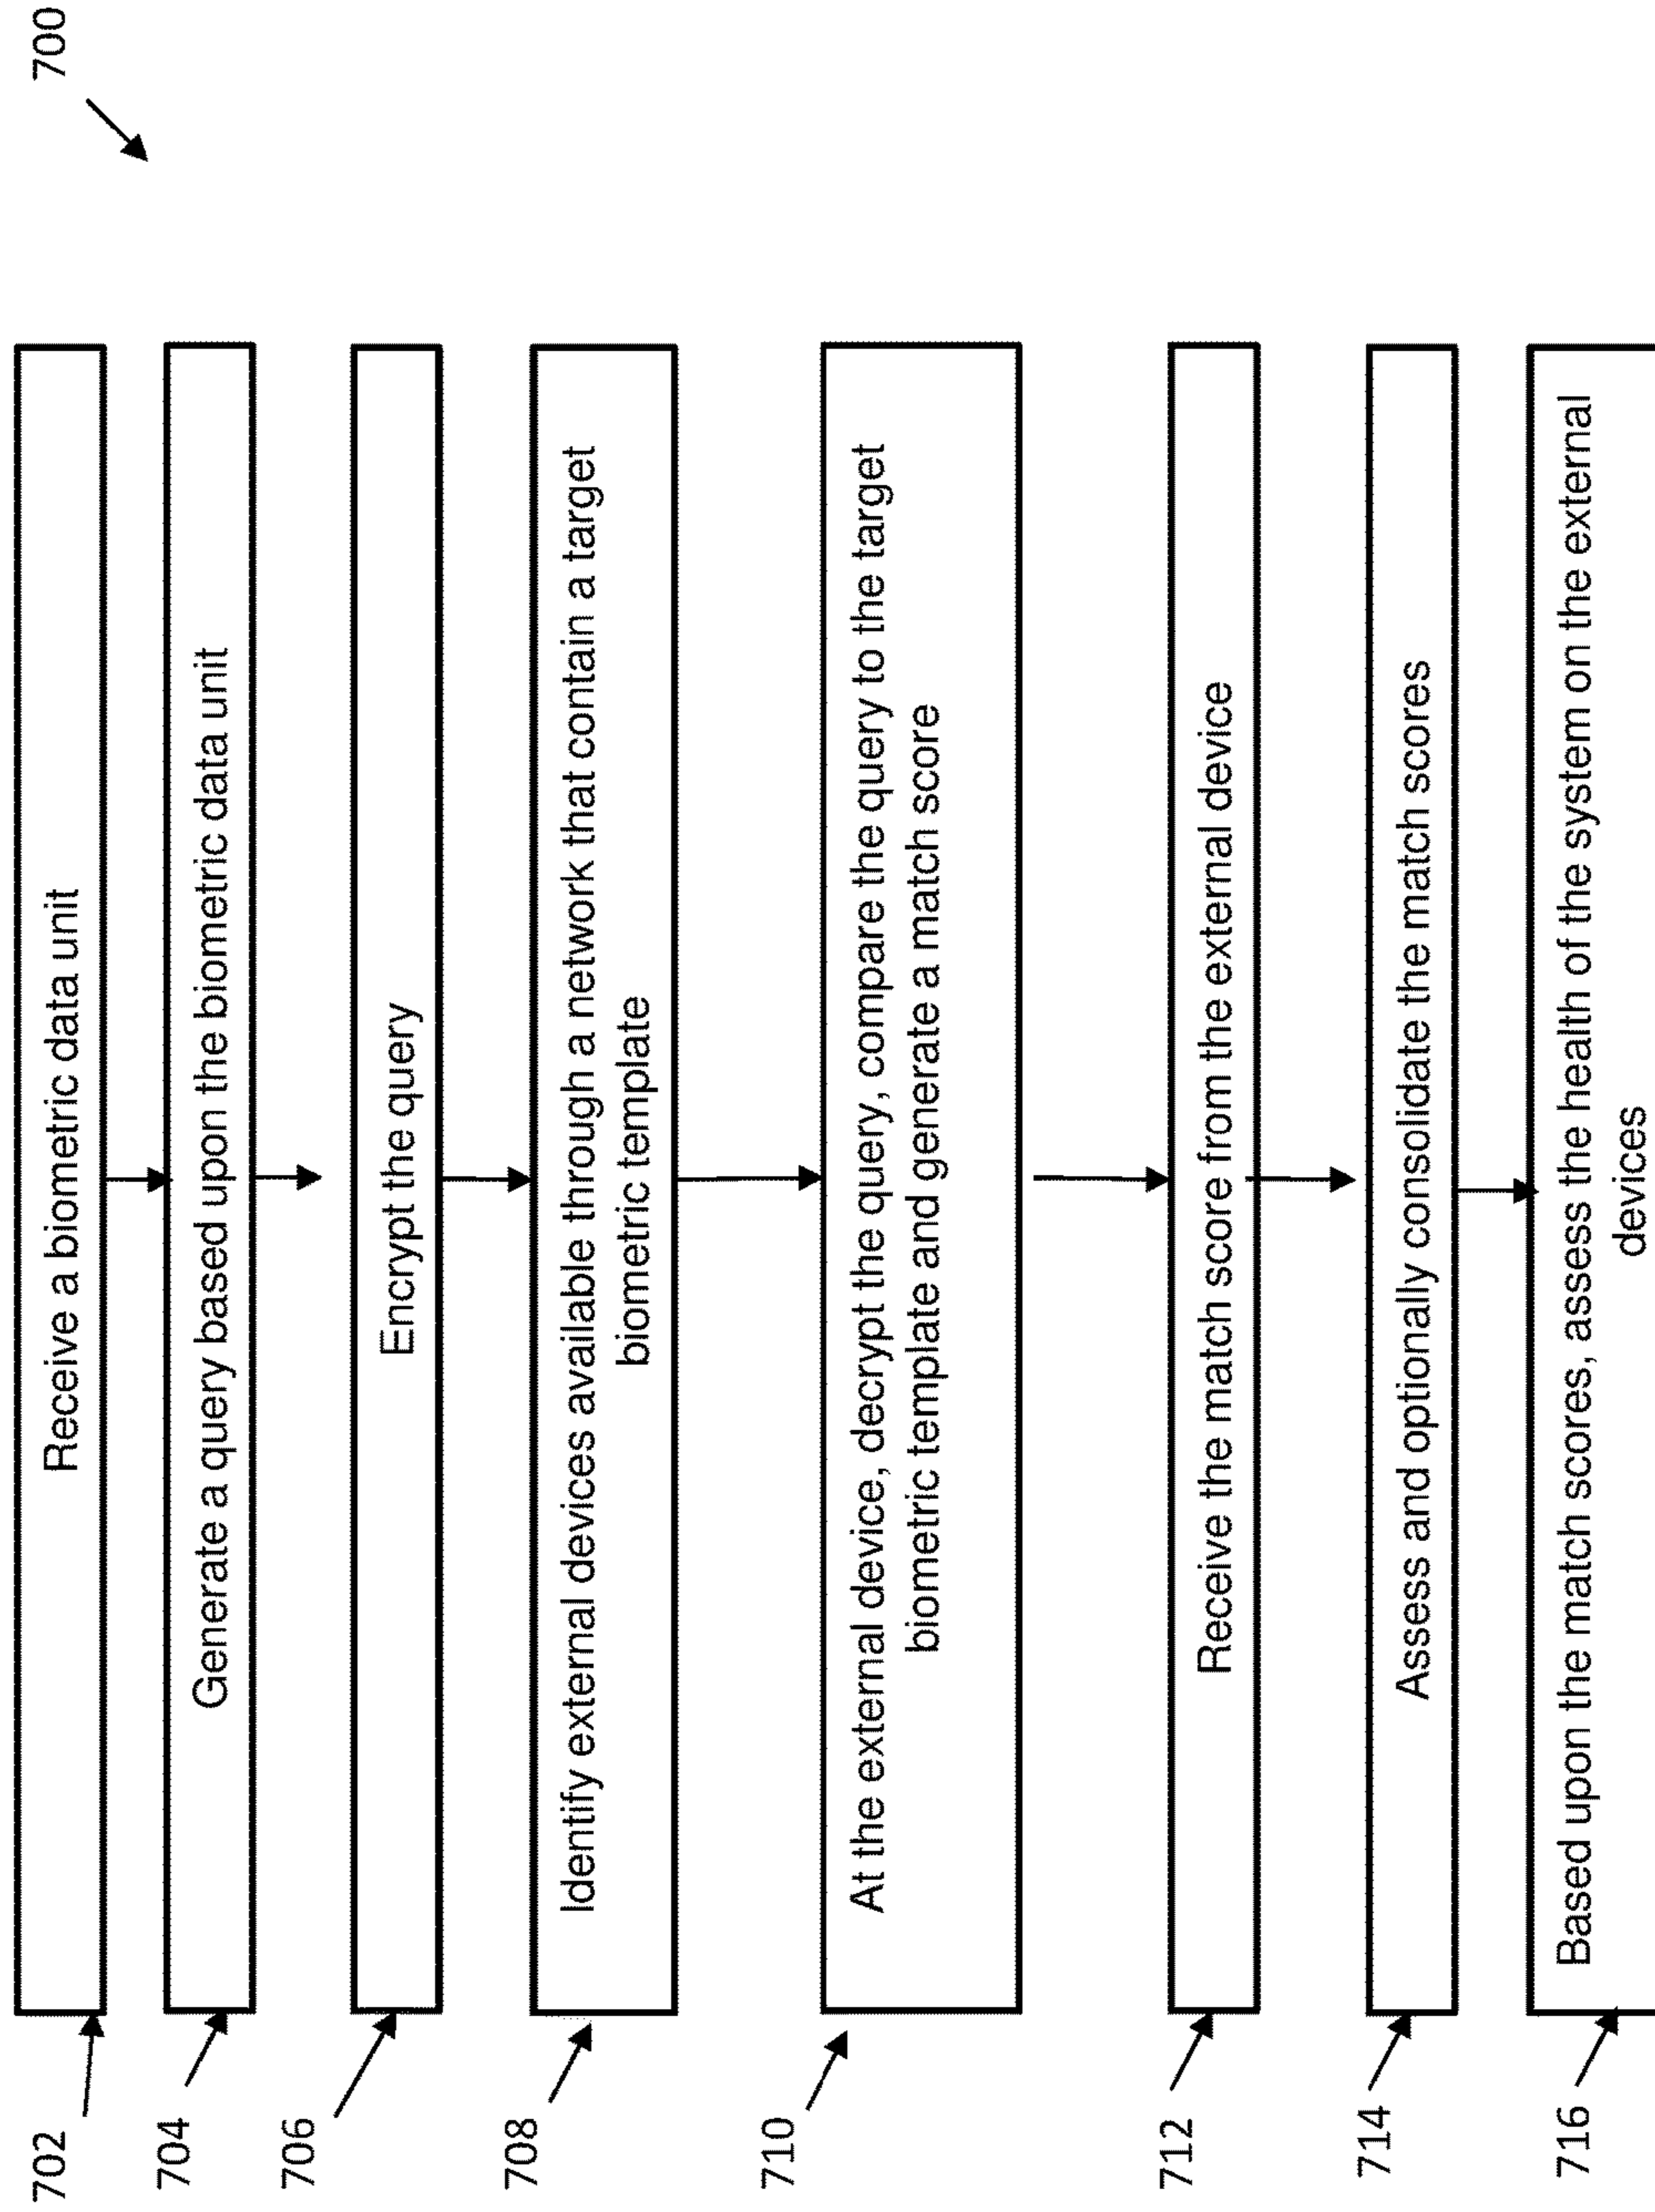 700
702
Receive a biometric data unit
704
Generate a query based upon the biometric data unit
706
Encrypt the query
708
Identify external devices available through a network that contain a target
biometric template
710
At the external device, decrypt the query, compare the query to the target
biometric template and generate a match score
712
Receive the match score from the external device
714
Assess and optionally consolidate the match scores
716
Based upon the match scores, assess the health of the system on the external
devices